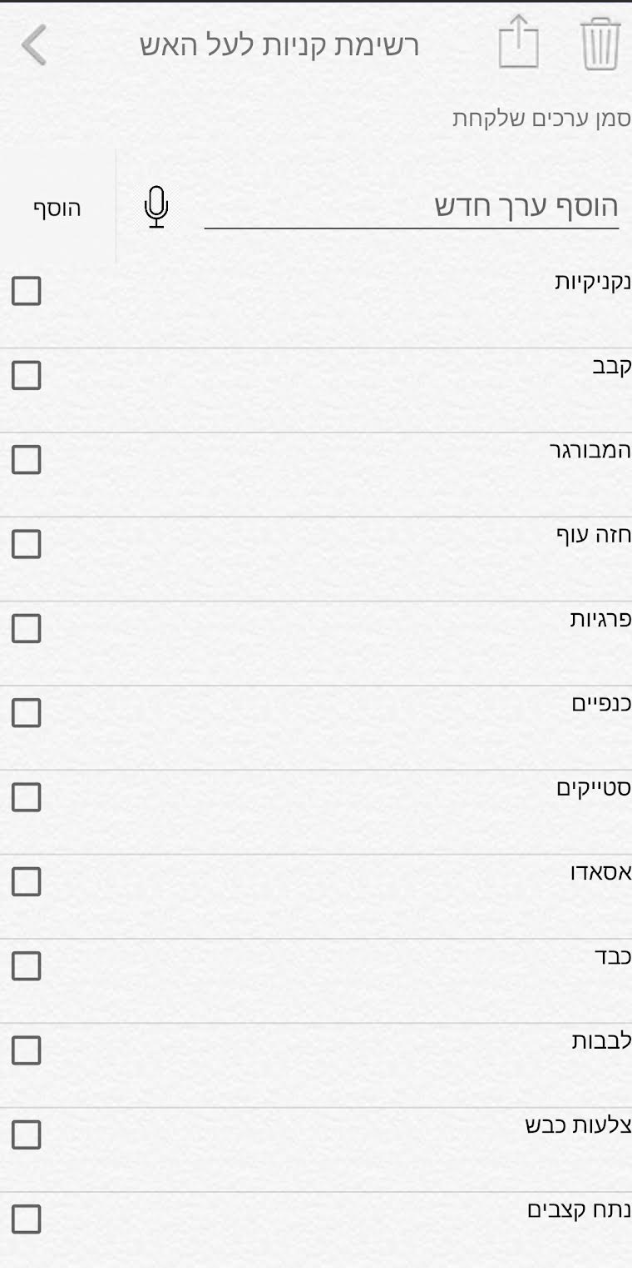 רשימת קניות לעל האש
סמן ערכים שלקחת
הוסף ערך חדש
הוסף
נקניקיות
קבב
המבורגר
חזה עוף
פרגיות
כנפיים
סטייקים
אסאדו
כבד
לבבות
צלעות כבש
נתח קצבים